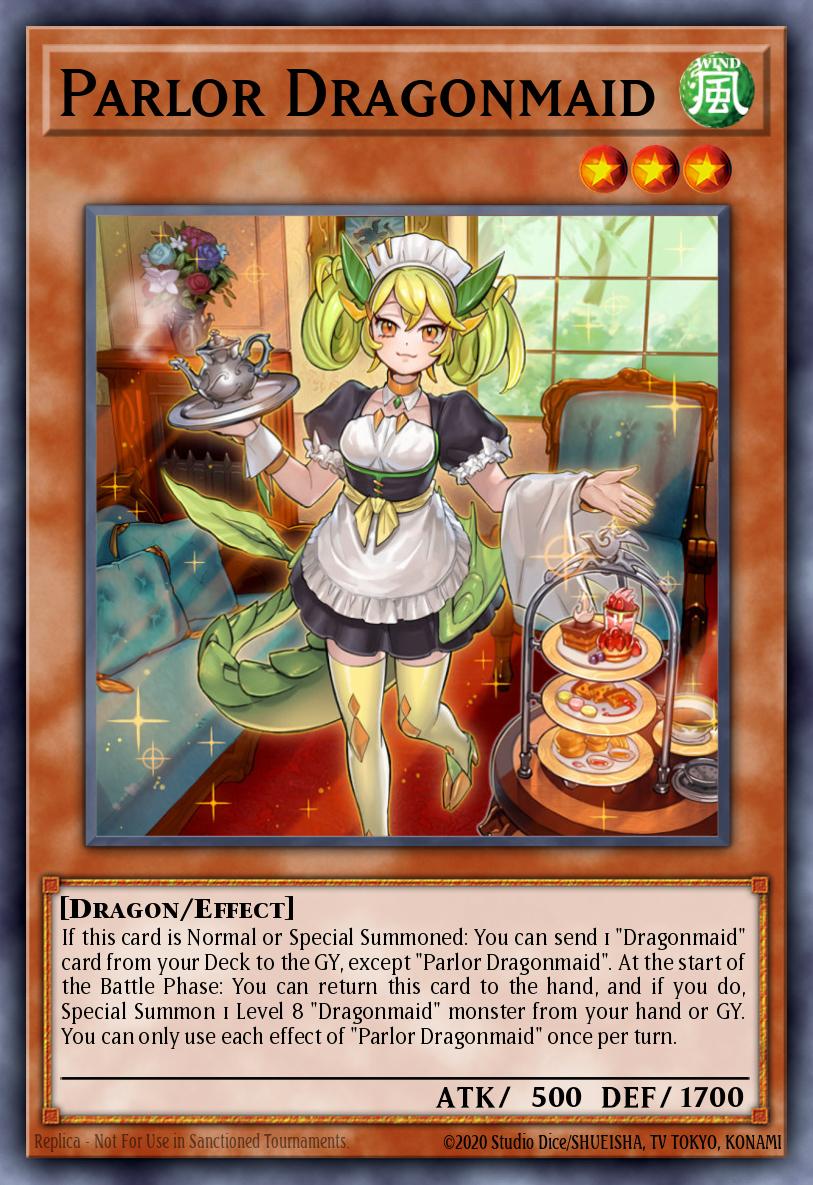 Parlor Dragonmaid
WIND
風
[Dragon/Effect]
If this card is Normal or Special Summoned: You can send 1 "Dragonmaid"
card from your Deck to the GY, except "Parlor Dragonmaid". At the start of
the Battle Phase: You can return this card to the hand, and if you do,
Special Summon 1 Level 8 "Dragonmaid" monster from your hand or GY.
You can only use each effect of "Parlor Dragonmaid" once per turn.
ATK/ 500 DEF/ 1700
Replica - Not For Use in Sanctioned Tournaments.
©2020 Studio Dice/SHUEISHA, TV TOKYO, KONAMI